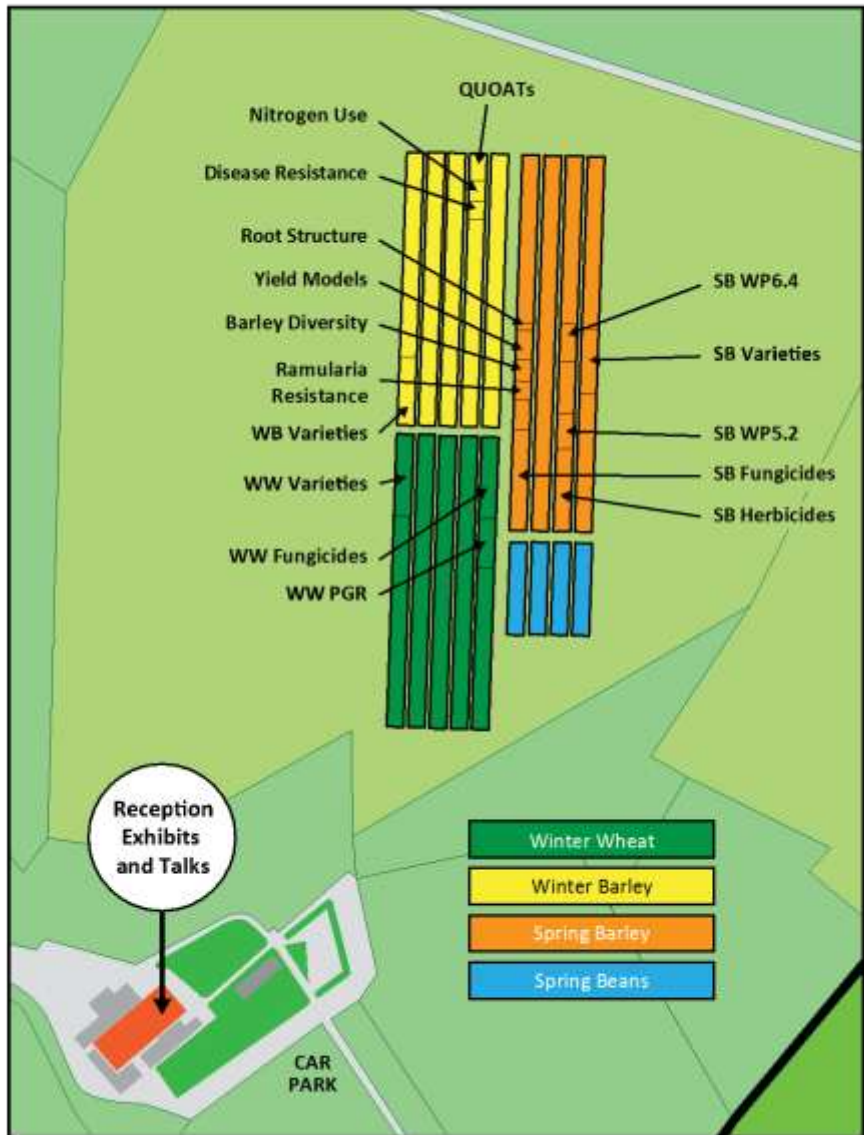 QUOATs
Nitrogen Use
Disease Resistance
Root Structure
Yield Models
Barley Diversity
Ramularia
Resistance
WB Varieties
WW Varieties
WW Fungicides
WW PGR
SB WP6.4
SB Varieties
SB WP5.2
SB Fungicides
SB Herbicides
Reception
Exhibits
and Talks
Winter Wheat
Winter Barley
Spring Barley
Spring Beans
CAR
PARK